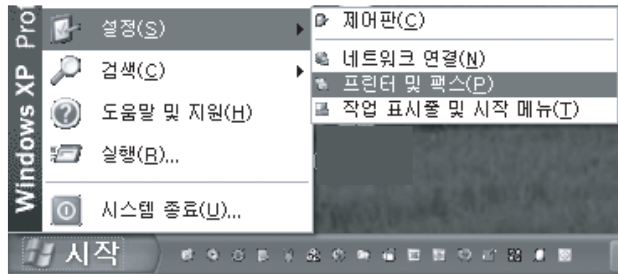 Windows XP Prof
설정(S)
검색(C)
도움말 및 지원(H)
실행(R)...
시스템 종료(U)...
제어판(C)
네트워크 연결(N)
프린터 및 팩스(P)
작업 표시줄 및 시작 메뉴(T)
시작